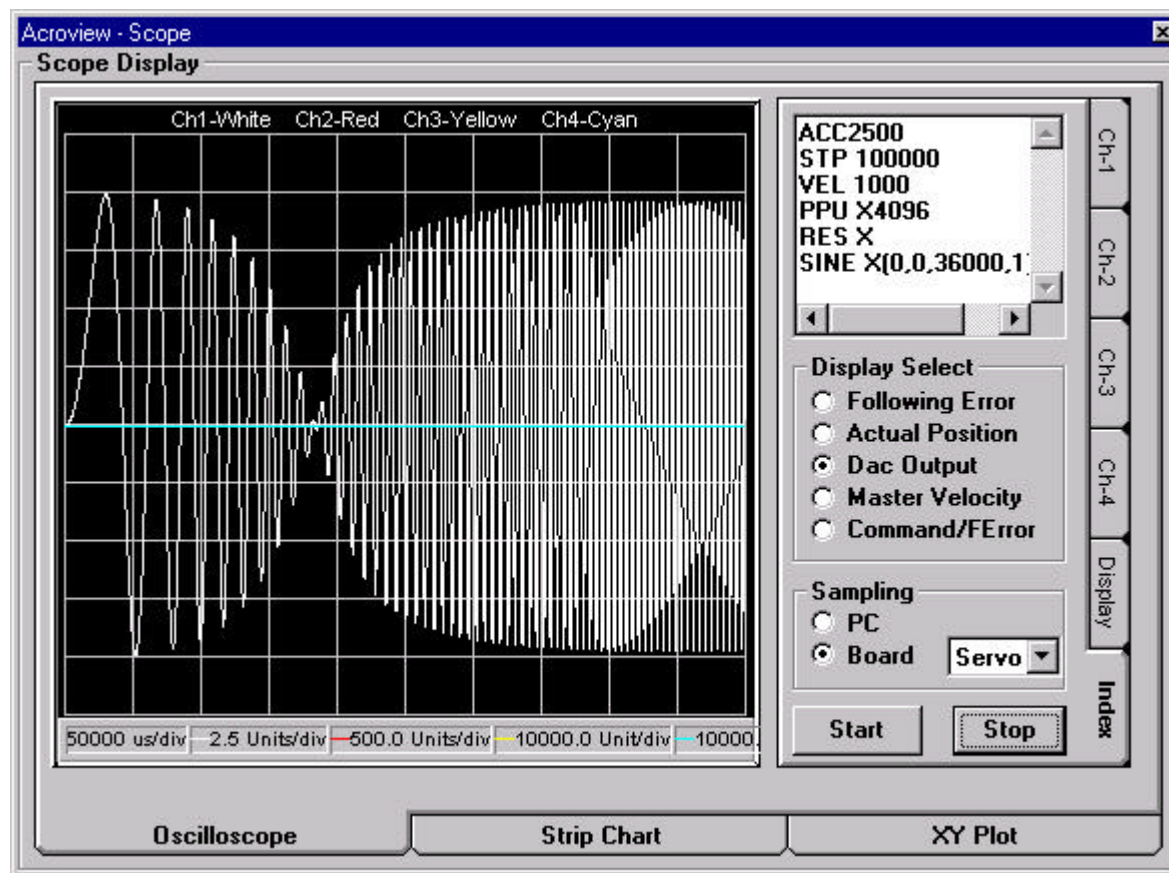 Acroview - Scope
Scope Display
Ch1-White Ch2-Red Ch3-Yellow Ch4-Cyan
50000 us/div 2.5 Units/div 500.0 Units/div 10000.0 Unit/div 10000.
ACC2500
STP 100000
VEL 1000
PPU X4096
RES X
SINE X(0,0,36000,1
Display Select
Following Error
Actual Position
Dac Output
Master Velocity
Command/FError
Sampling
PC
Board Servo
Start Stop
Ch-1
Ch-2
Ch-3
Ch-4
Display
Index
Oscilloscope Strip Chart XY Plot